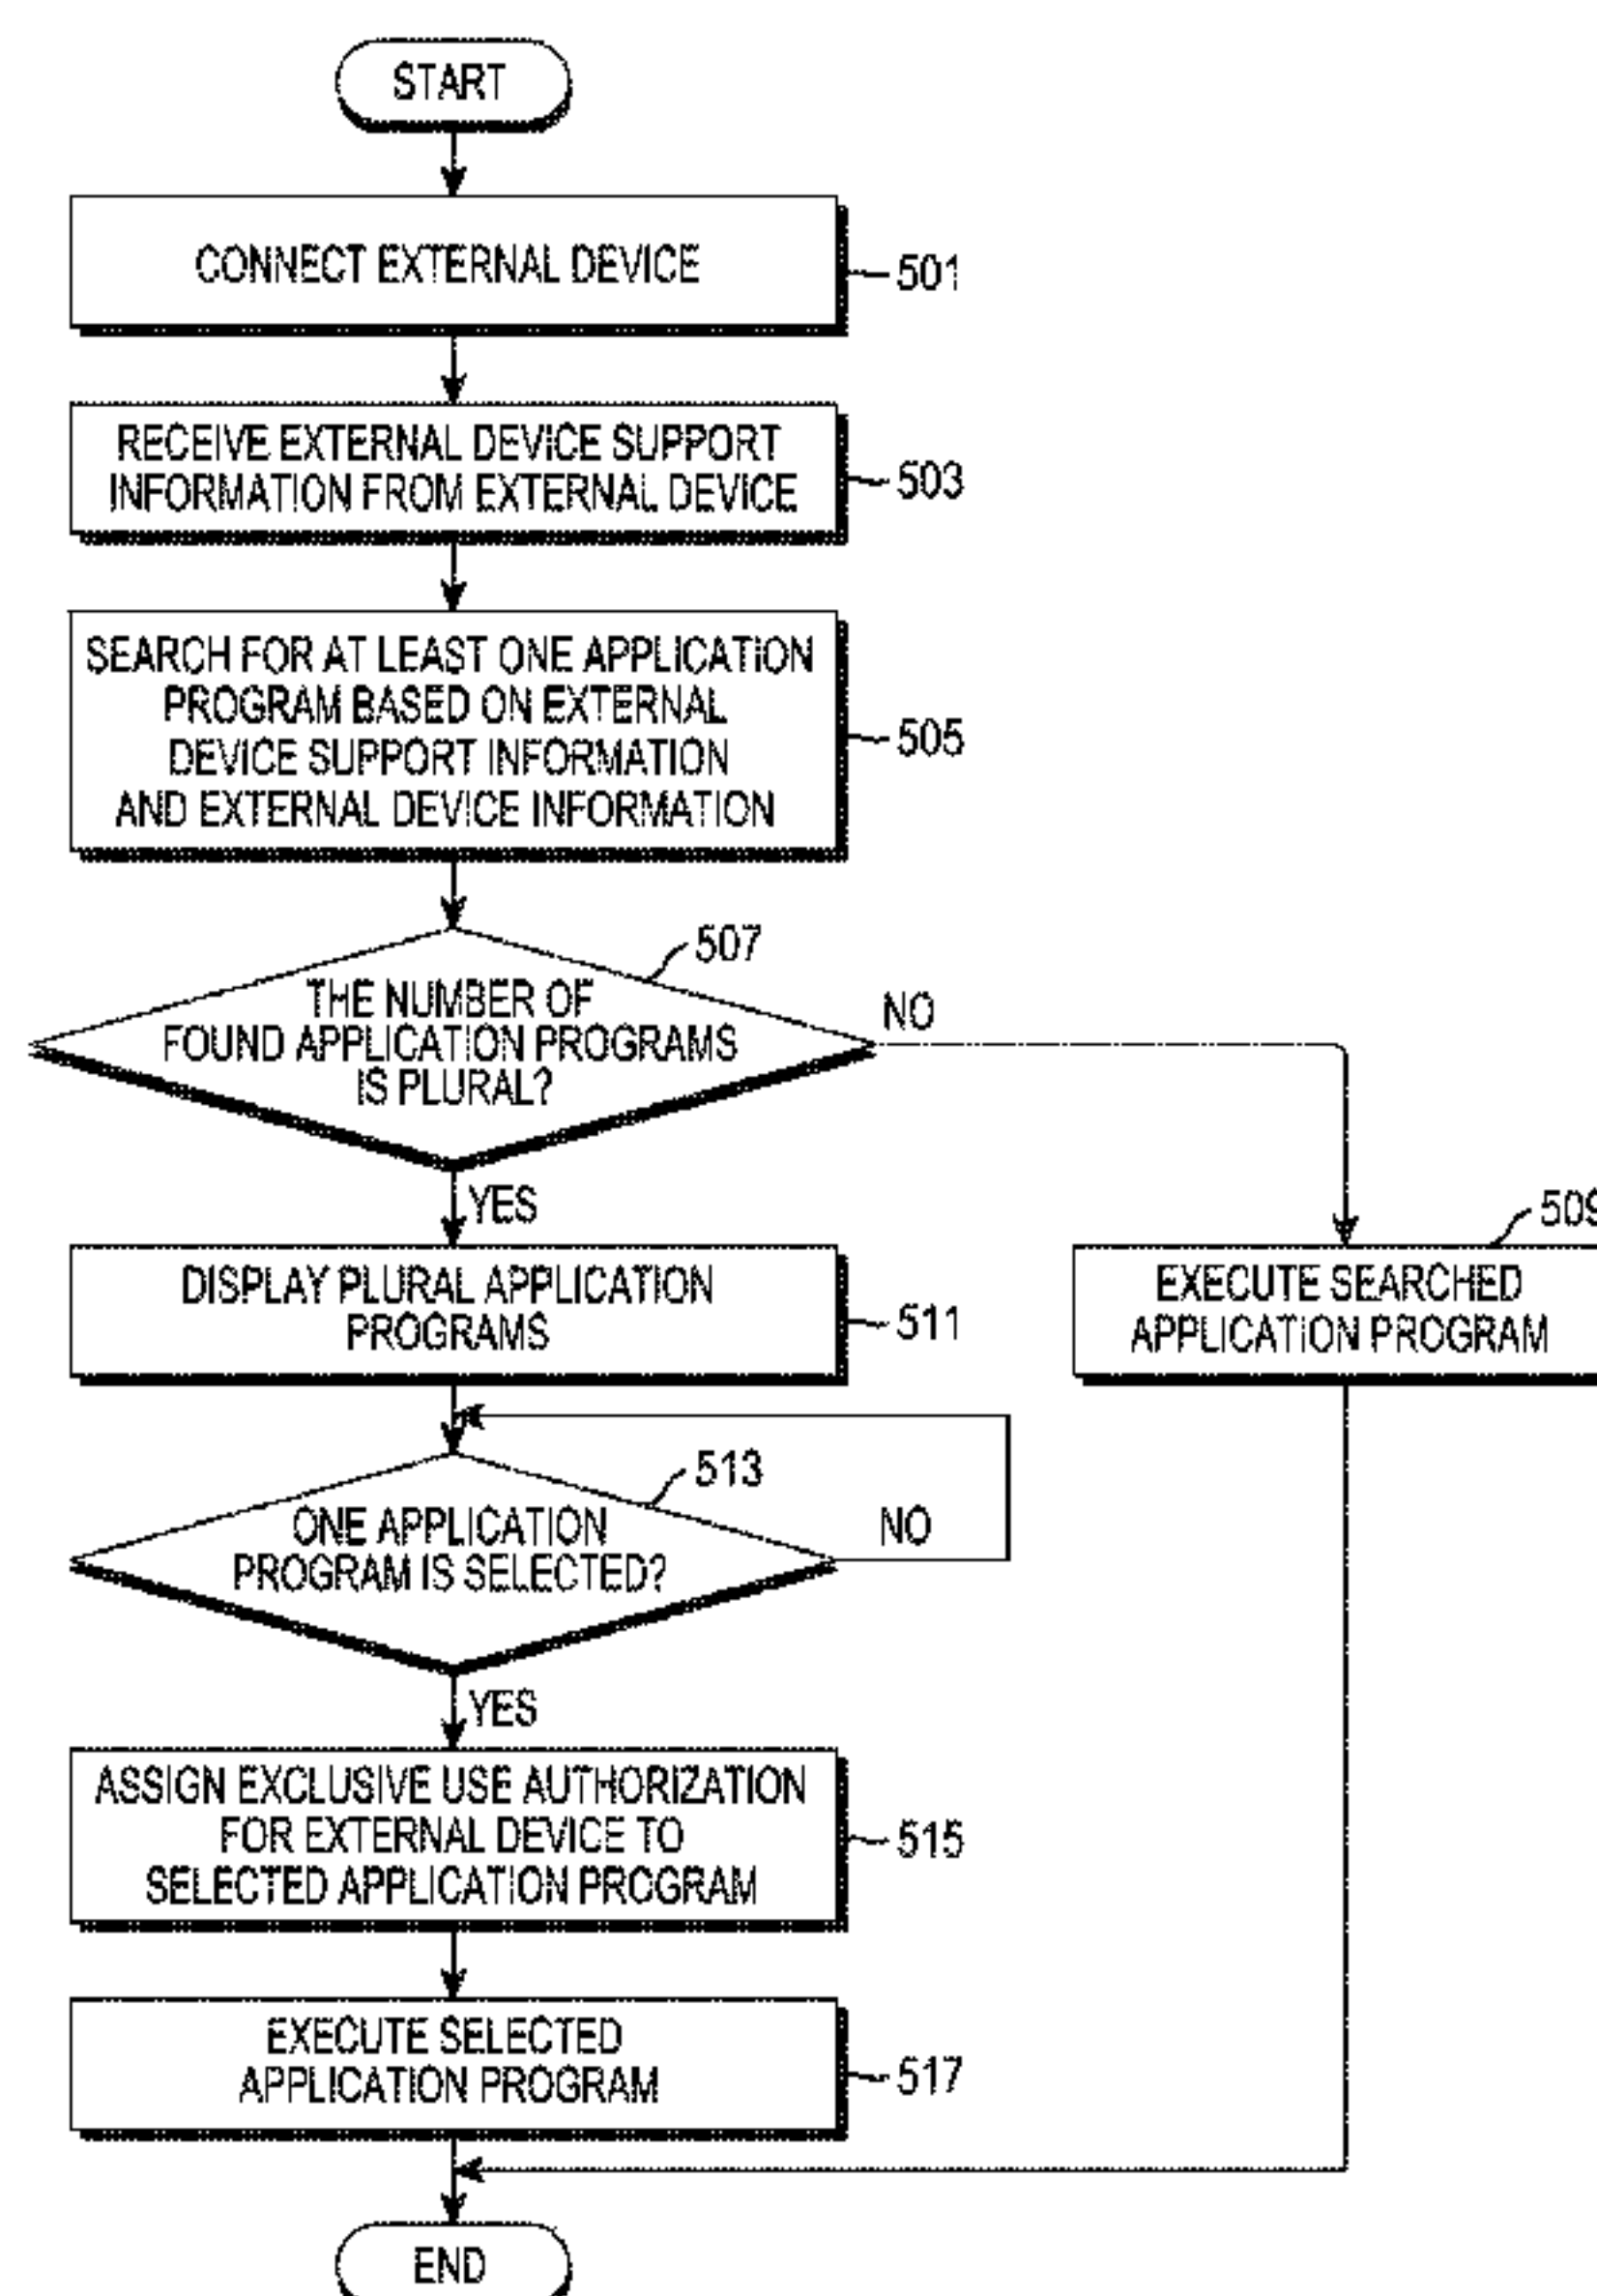 START
CONNECT EXTERNAL DEVICE
501
RECEIVE EXTERNAL DEVICE SUPPORT
INFORMATION FROM EXTERNAL DEVICE
503
SEARCH FOR AT LEAST ONE APPLICATION
PROGRAM BASED ON EXTERNAL
DEVICE SUPPORT INFORMATION
AND EXTERNAL DEVICE INFORMATION
505
507
THE NUMBER OF
FOUND APPLICATION PROGRAMS
IS PLURAL?
NO
YES
509
EXECUTE SEARCHED
APPLICATION PROGRAM
DISPLAY PLURAL APPLICATION
PROGRAMS
511
513
ONE APPLICATION
PROGRAM IS SELECTED?
NO
YES
ASSIGN EXCLUSIVE USE AUTHORIZATION
FOR EXTERNAL DEVICE TO
SELECTED APPLICATION PROGRAM
515
EXECUTE SELECTED
APPLICATION PROGRAM
517
END